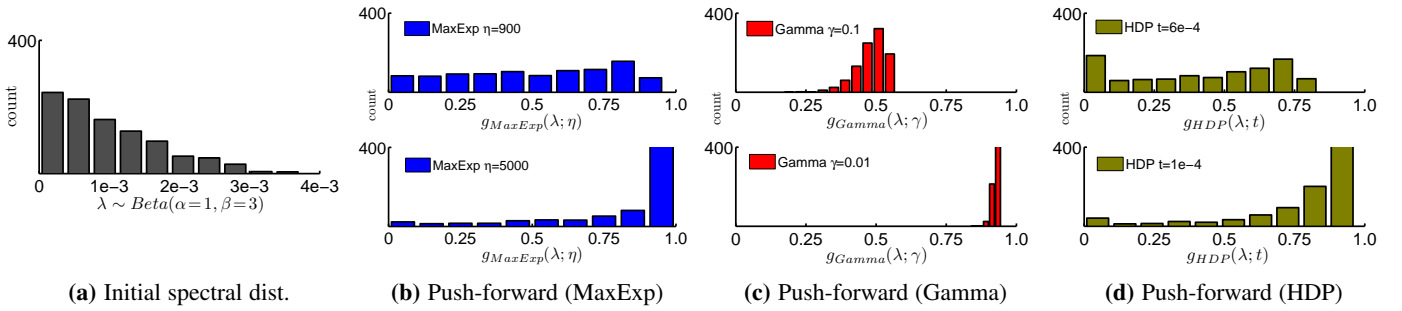 400
count
0
1e-3
2e-3
3e-3
4e-3
λ ∼ Beta(α=1, β=3)
(a) Initial spectral dist.
400
MaxExp η=900
0
0.25
0.5
0.75
1.0
g_MaxExp(λ; η)
400
MaxExp η=5000
0
0.25
0.5
0.75
1.0
g_MaxExp(λ; η)
(b) Push-forward (MaxExp)
400
count
Gamma γ=0.1
0
0.25
0.5
0.75
1.0
g_Gamma(λ; γ)
400
Gamma γ=0.01
0
0.25
0.5
0.75
1.0
g_Gamma(λ; γ)
(c) Push-forward (Gamma)
400
count
HDP t=6e-4
0
0.25
0.5
0.75
1.0
g_HDP(λ; t)
400
HDP t=1e-4
0
0.25
0.5
0.75
1.0
g_HDP(λ; t)
(d) Push-forward (HDP)